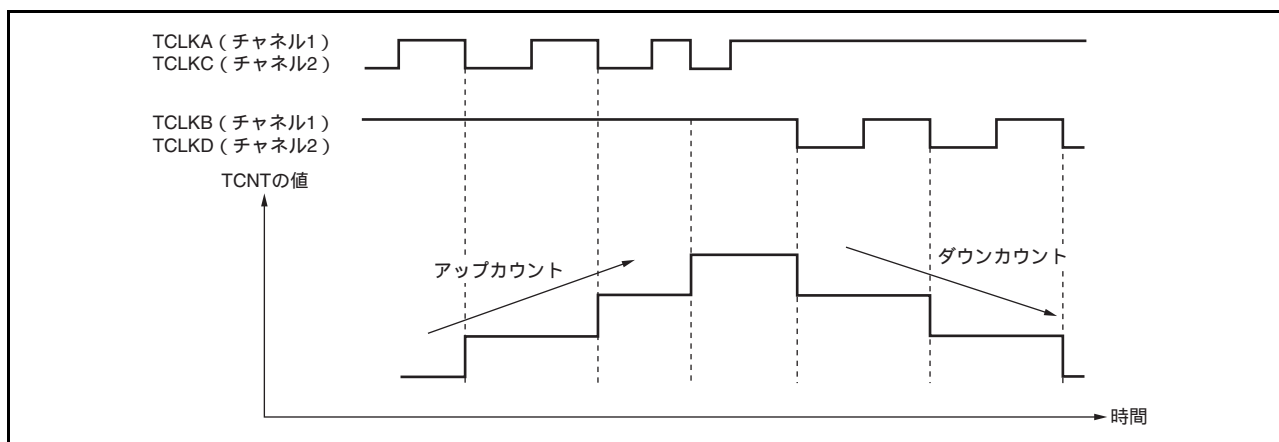 TCLKA（チャネル1）
TCLKC（チャネル2）
TCLKB（チャネル1）
TCLKD（チャネル2）
TCNTの値
アップカウント
ダウンカウント
時間